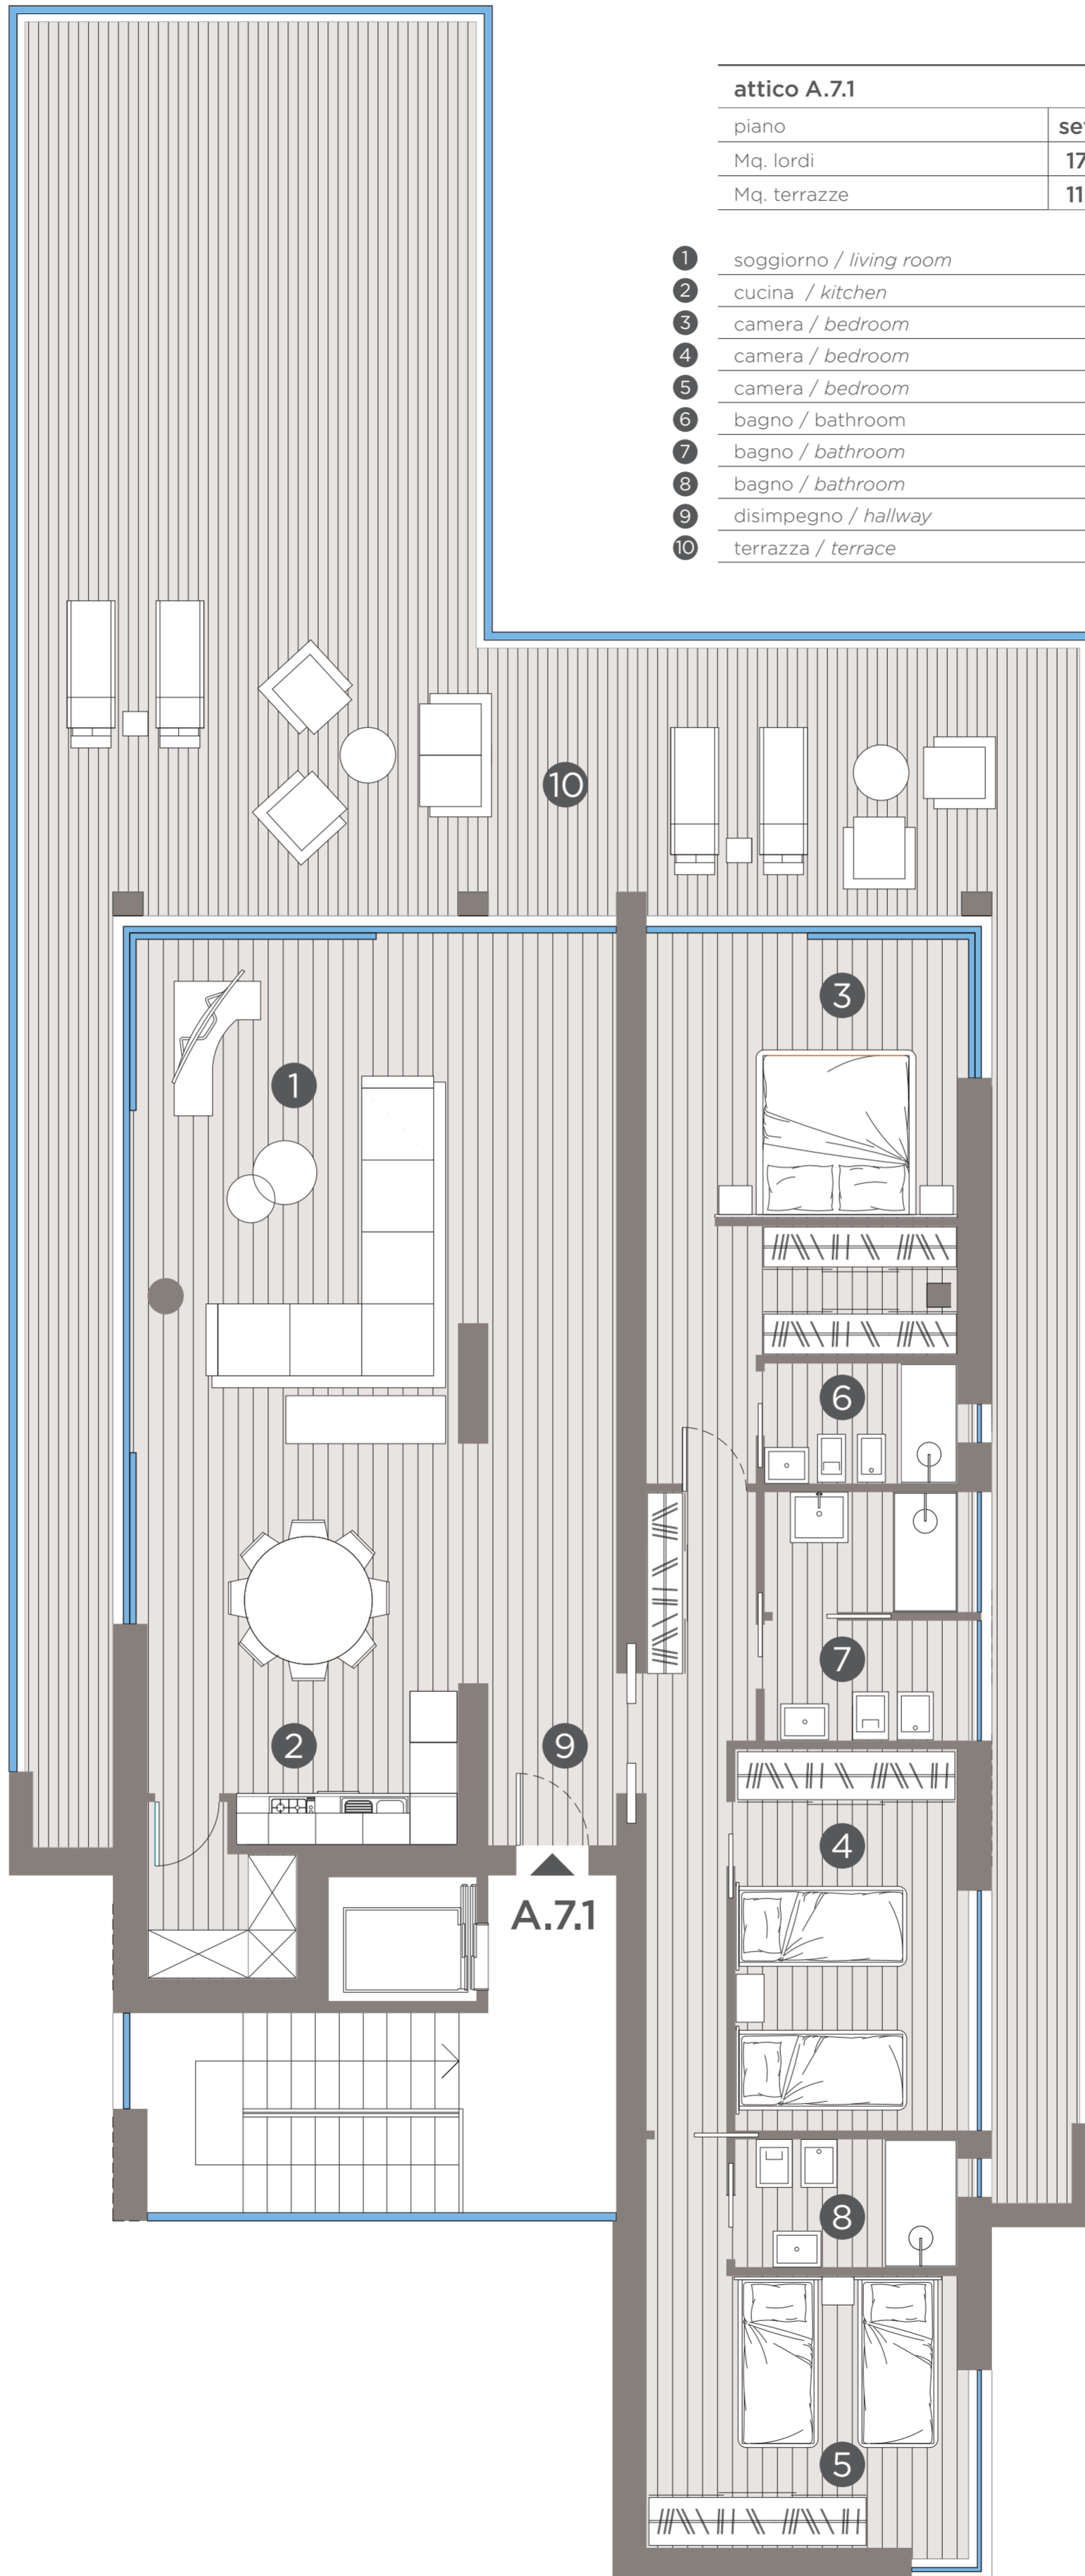 attico A.7.1
piano
Mq. lordi
Mq. terrazze
1 soggiorno / living room
2 cucina / kitchen
3 camera / bedroom
4 camera / bedroom
5 camera / bedroom
6 bagno / bathroom
7 bagno / bathroom
8 bagno / bathroom
9 disimpegno / hallway
10 terrazza / terrace
10
3
1
6
7
2
9
4
A.7.1
8
5